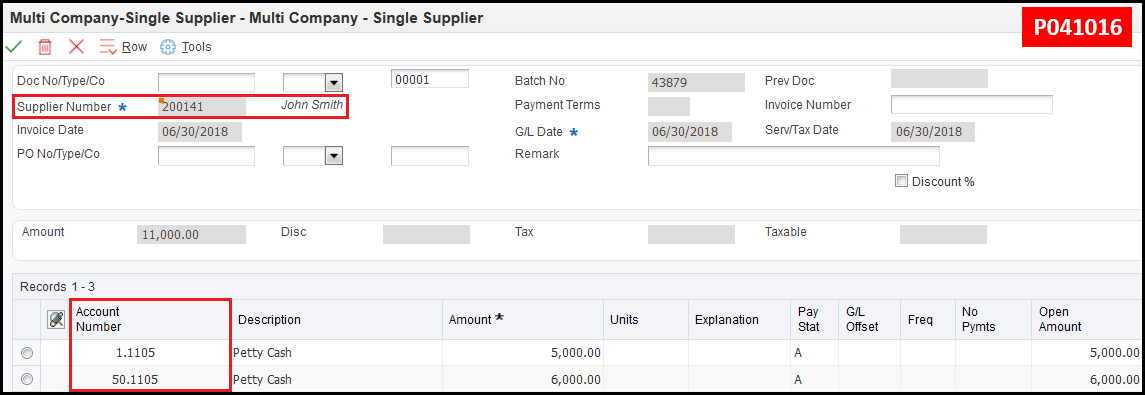 Multi Company-Single Supplier - Multi Company - Single Supplier
P041016
Row Tools
Doc No/Type/Co 00001 Batch No 43879 Prev Doc
Supplier Number * 200141 John Smith Payment Terms Invoice Number
Invoice Date 06/30/2018 G/L Date * 06/30/2018 Serv/Tax Date 06/30/2018
PO No/Type/Co Remark
Discount %
Amount 11,000.00 Disc Tax Taxable
Records 1 - 3
Account Number Description Amount * Units Explanation Pay Stat G/L Offset Freq No Pymts Open Amount
1.1105 Petty Cash 5,000.00 A 5,000.00
50.1105 Petty Cash 6,000.00 A 6,000.00